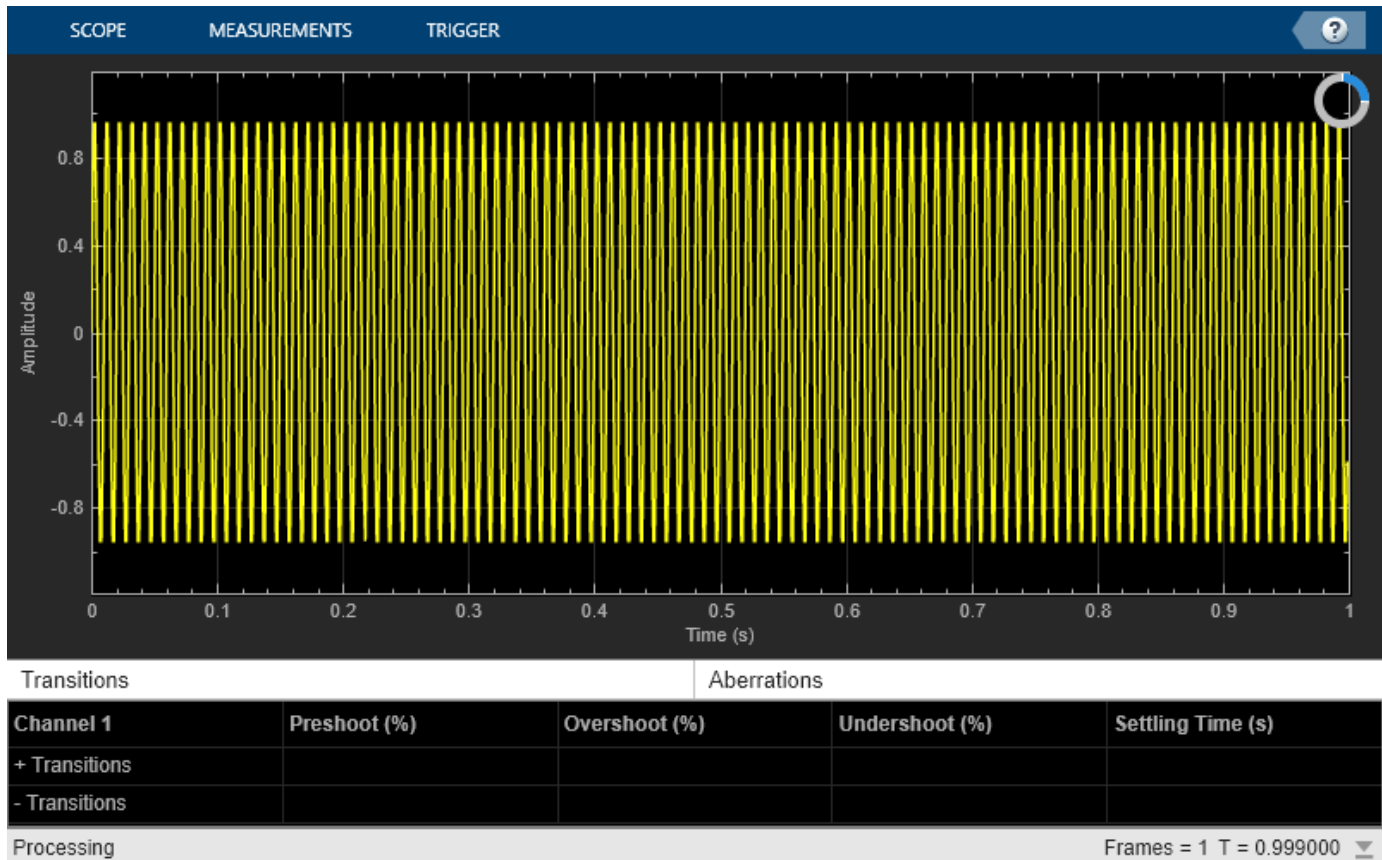 SCOPE MEASUREMENTS TRIGGER ?
0.8
0.4
0
-0.4
-0.8
Amplitude
0 0.1 0.2 0.3 0.4 0.5 0.6 0.7 0.8 0.9 1
Time (s)
Transitions Aberrations
Channel 1 Preshoot (%) Overshoot (%) Undershoot (%) Settling Time (s)
+ Transitions
- Transitions
Processing Frames = 1 T = 0.999000